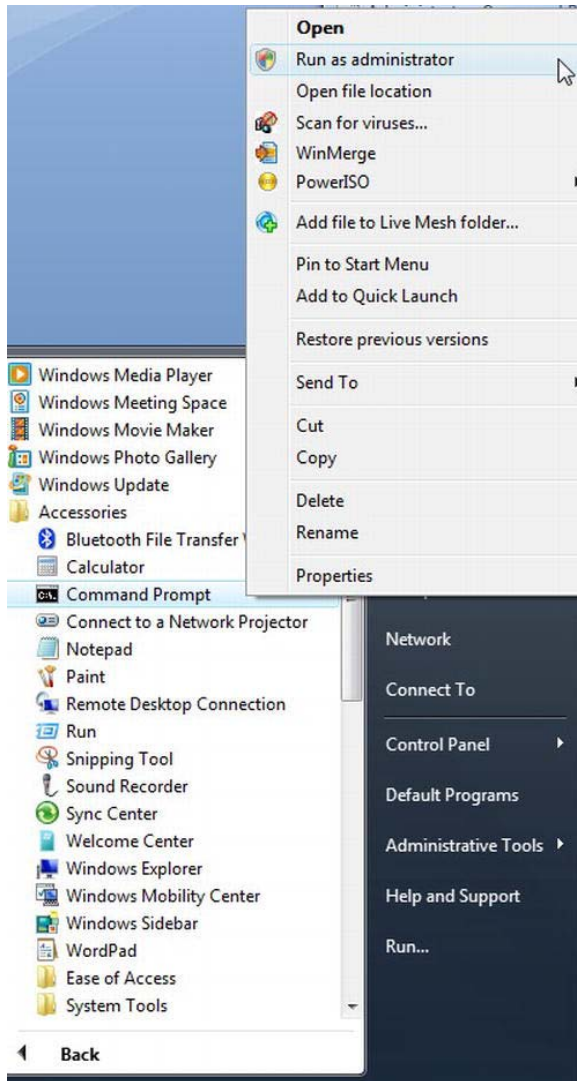 Open
Run as administrator
Open file location
Scan for viruses...
WinMerge
PowerISO
Add file to Live Mesh folder...
Pin to Start Menu
Add to Quick Launch
Restore previous versions
Send To
Cut
Copy
Delete
Rename
Properties
Windows Media Player
Windows Meeting Space
Windows Movie Maker
Windows Photo Gallery
Windows Update
Accessories
Bluetooth File Transfer
Calculator
Command Prompt
Connect to a Network Projector
Notepad
Paint
Remote Desktop Connection
Run
Snipping Tool
Sound Recorder
Sync Center
Welcome Center
Windows Explorer
Windows Mobility Center
Windows Sidebar
WordPad
Ease of Access
System Tools
Back
Network
Connect To
Control Panel
Default Programs
Administrative Tools
Help and Support
Run...